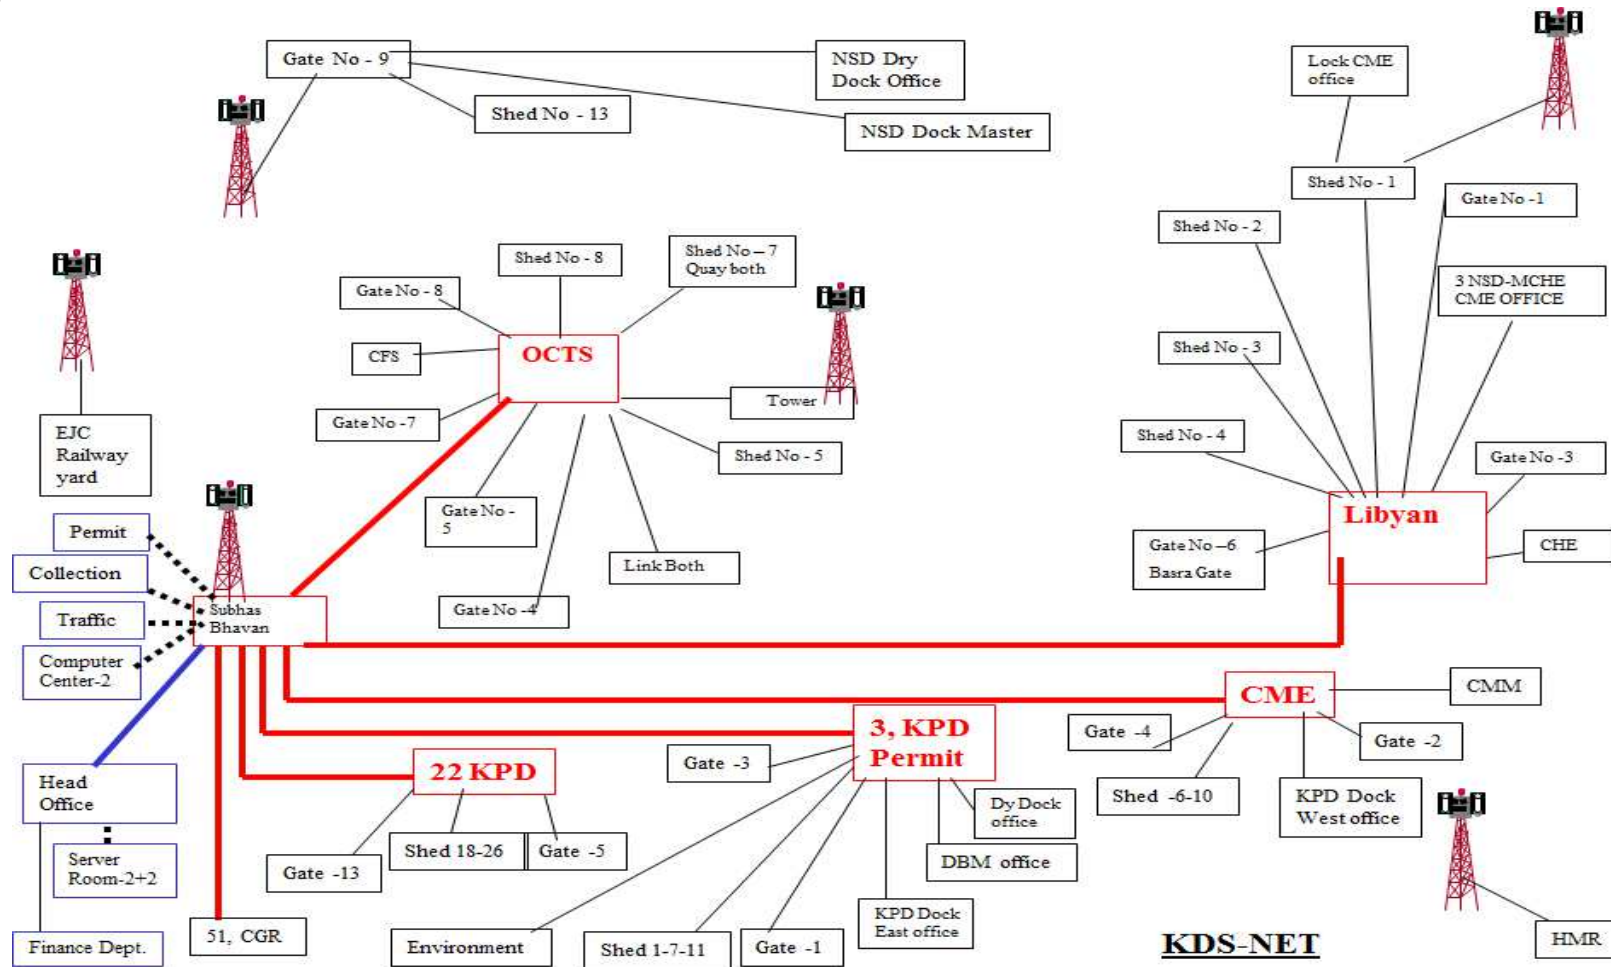 Gate No - 9
NSD Dry
Dock Office
Lock CME
office
Shed No - 13
NSD Dock Master
Shed No - 1
Gate No -1
Shed No - 2
Shed No - 8
Shed No – 7
Quay both
Gate No - 8
3 NSD-MCHE
CME OFFICE
OCTS
CFS
Shed No - 3
Tower
Gate No -7
EJC
Railway
yard
Shed No - 4
Shed No - 5
Gate No -3
Libyan
Gate No -
5
Permit
Gate No –6
Basra Gate
CHE
Collection
Link Both
Subhas
Bhavan
Gate No -4
Traffic
Computer
Center-2
CME
CMM
3, KPD
Permit
Gate -4
Gate -2
Gate -3
22 KPD
Head
Office
Shed -6-10
KPD Dock
West office
Dy Dock
office
Shed 18-26
Gate -5
DBM office
Server
Room-2+2
Gate -13
KPD Dock
East office
51, CGR
Finance Dept.
Environment
Shed 1-7-11
Gate -1
KDS-NET
HMR